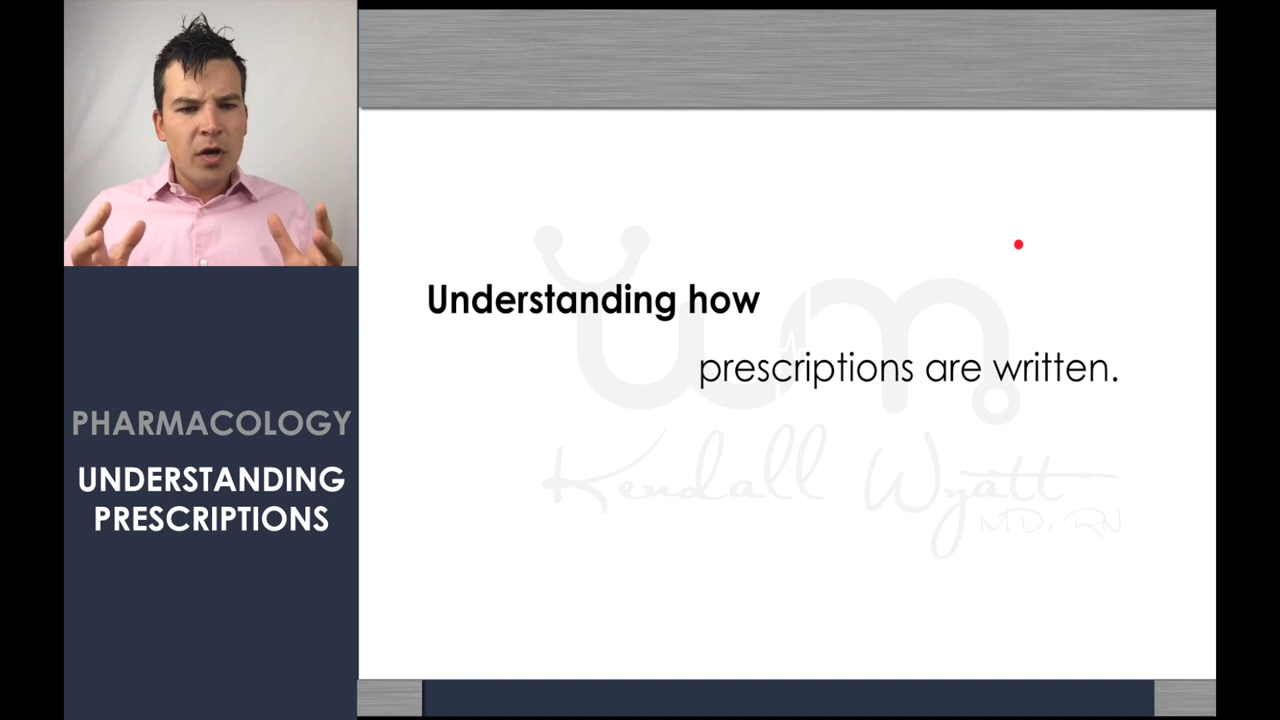 Understanding how
prescriptions are written.
PHARMACOLOGY
UNDERSTANDING
PRESCRIPTIONS
Kendall Wyatt
MD, RN